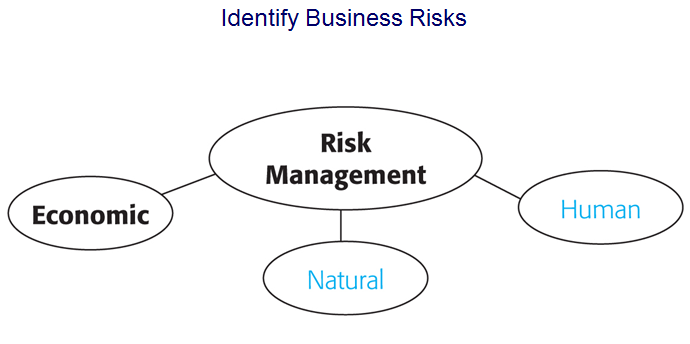 Identify Business Risks
Risk
Management
Economic
Human
Natural